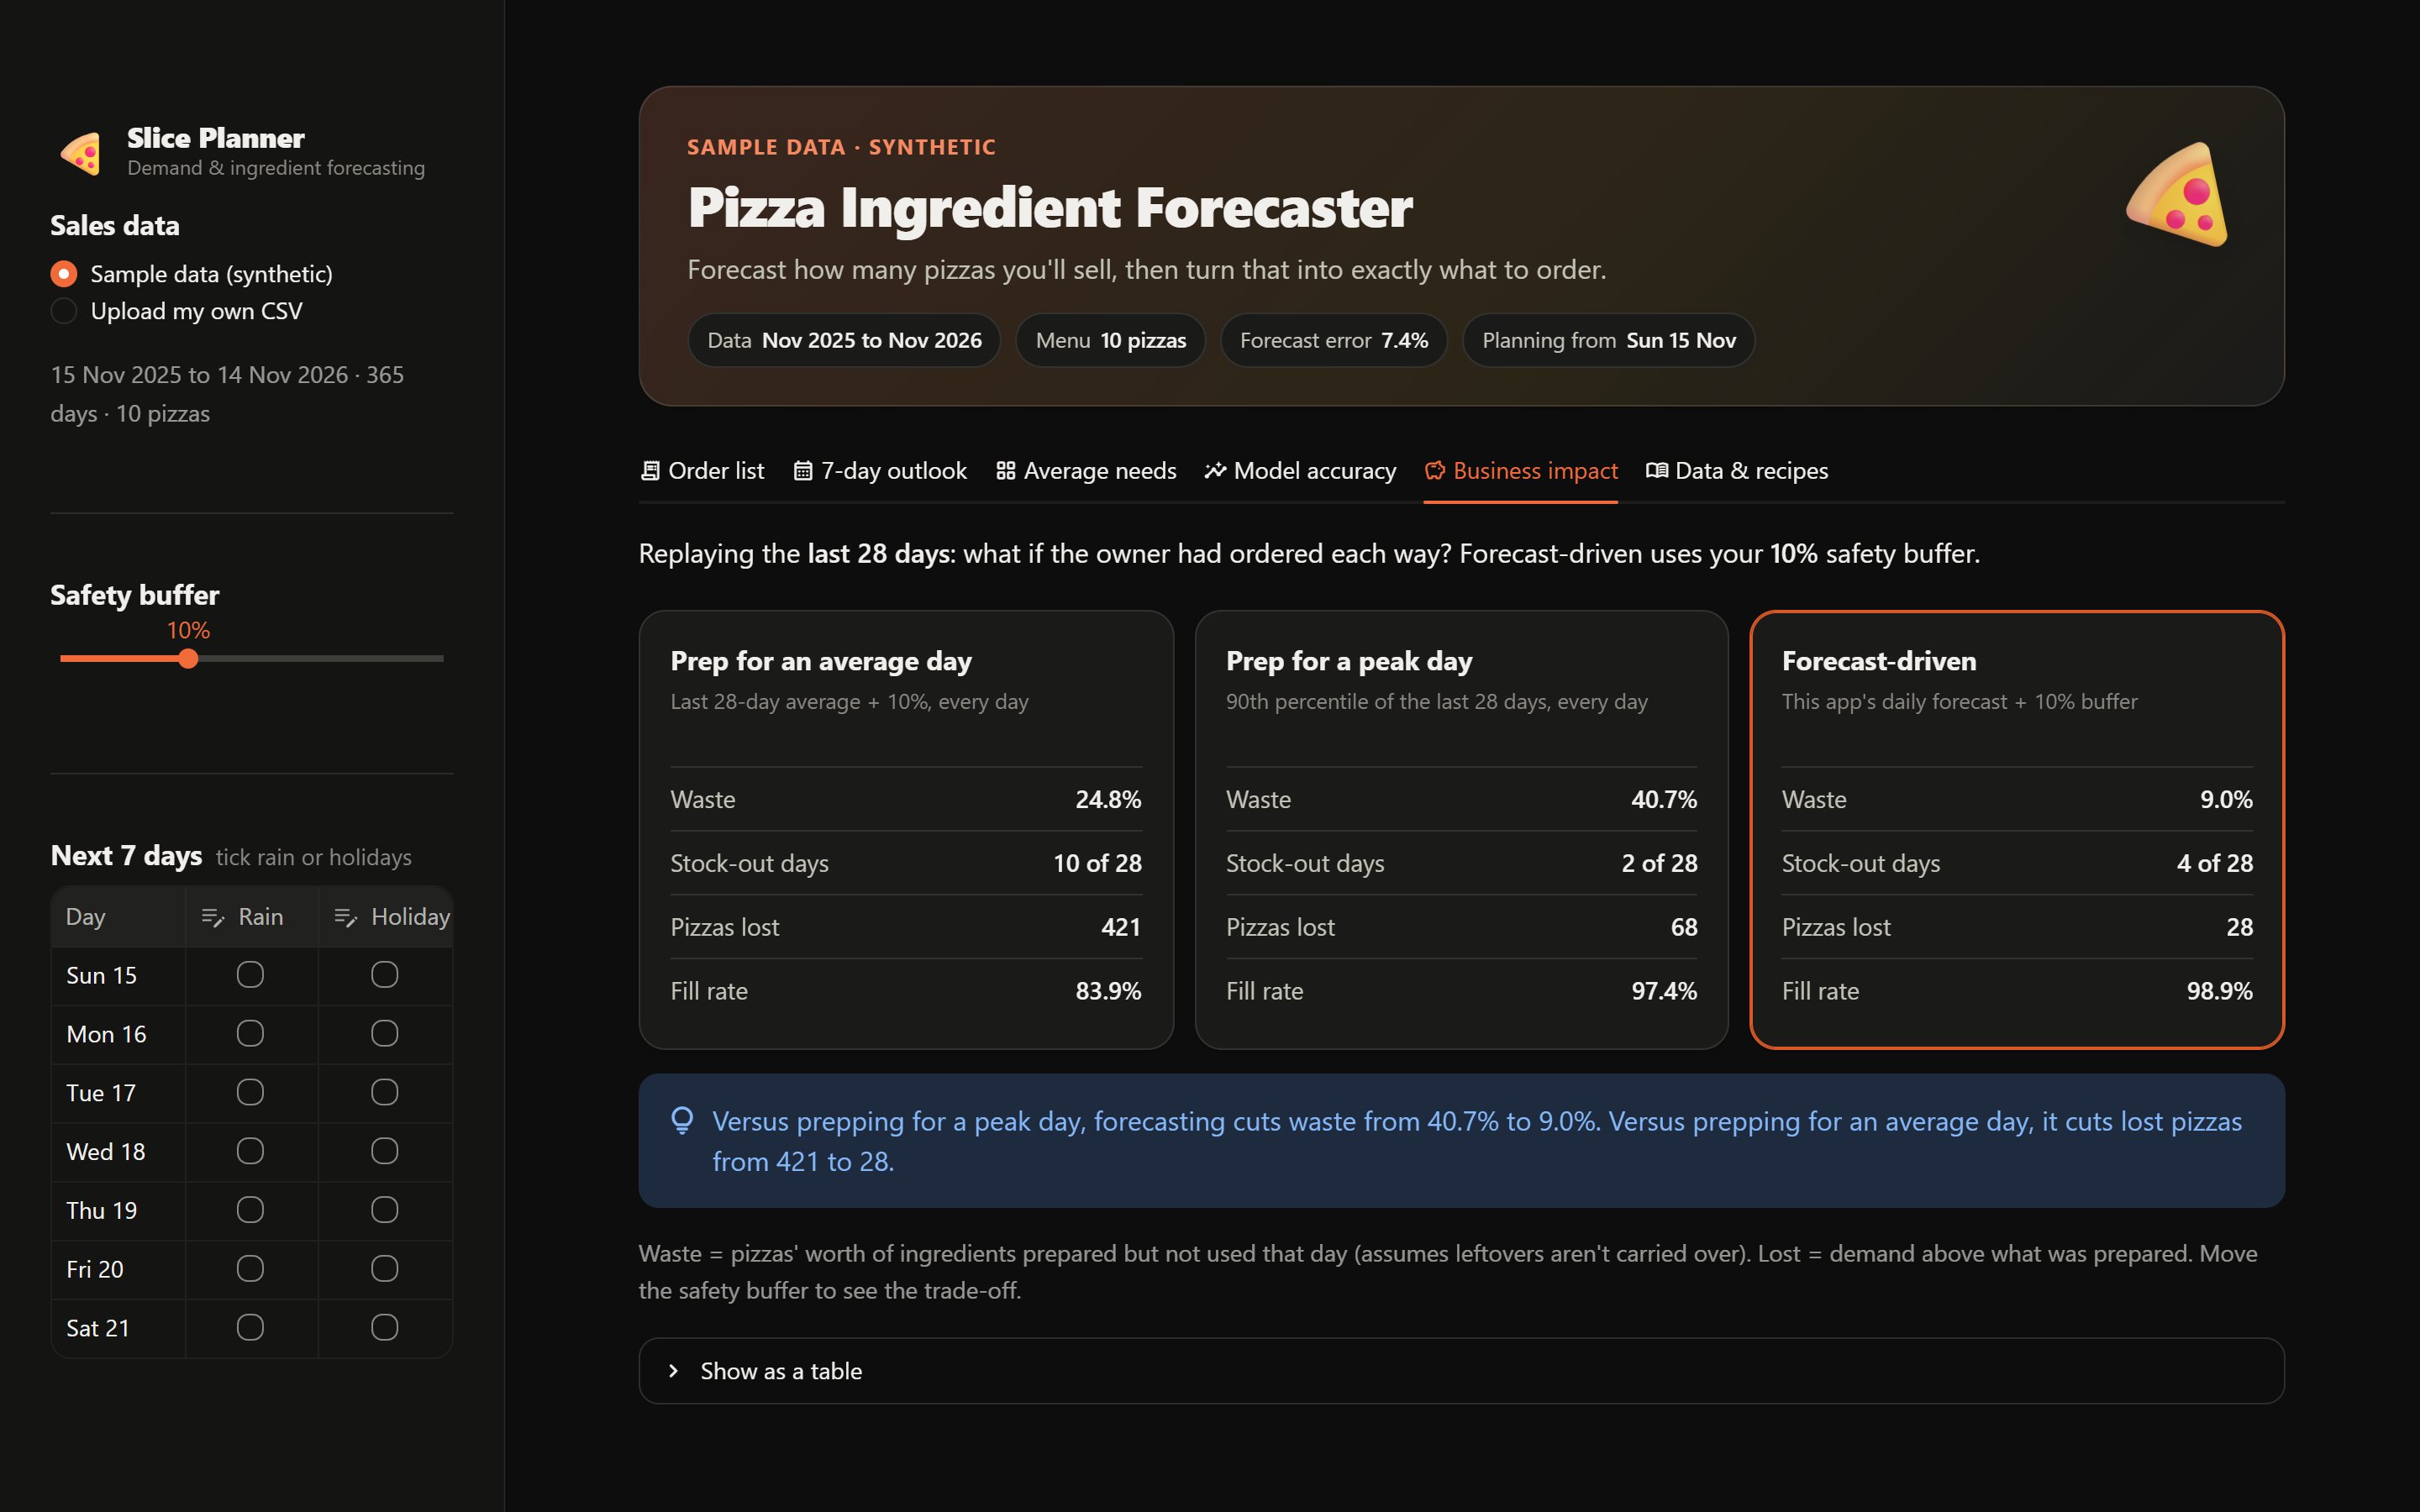 Slice Planner
Demand & ingredient forecasting
Sales data
Sample data (synthetic)
Upload my own CSV
15 Nov 2025 to 14 Nov 2026 · 365
days · 10 pizzas
Safety buffer
10%
Next 7 days tick rain or holidays
Day Rain Holiday
Sun 15
Mon 16
Tue 17
Wed 18
Thu 19
Fri 20
Sat 21
SAMPLE DATA · SYNTHETIC
Pizza Ingredient Forecaster
Forecast how many pizzas you'll sell, then turn that into exactly what to order.
Data Nov 2025 to Nov 2026 Menu 10 pizzas Forecast error 7.4% Planning from Sun 15 Nov
Order list 7-day outlook Average needs Model accuracy Business impact Data & recipes
Replaying the last 28 days: what if the owner had ordered each way? Forecast-driven uses your 10% safety buffer.
Prep for an average day
Last 28-day average + 10%, every day
Waste 24.8%
Stock-out days 10 of 28
Pizzas lost 421
Fill rate 83.9%
Prep for a peak day
90th percentile of the last 28 days, every day
Waste 40.7%
Stock-out days 2 of 28
Pizzas lost 68
Fill rate 97.4%
Forecast-driven
This app's daily forecast + 10% buffer
Waste 9.0%
Stock-out days 4 of 28
Pizzas lost 28
Fill rate 98.9%
Versus prepping for a peak day, forecasting cuts waste from 40.7% to 9.0%. Versus prepping for an average day, it cuts lost pizzas
from 421 to 28.
Waste = pizzas' worth of ingredients prepared but not used that day (assumes leftovers aren't carried over). Lost = demand above what was prepared. Move
the safety buffer to see the trade-off.
Show as a table